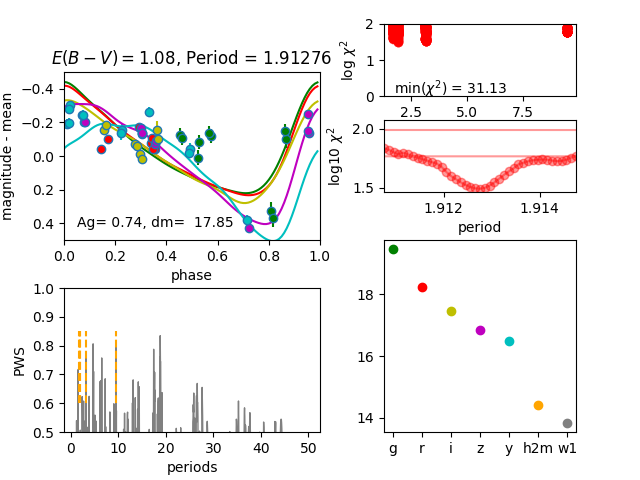 E(B − V) = 1.08, Period = 1.91276
magnitude - mean
−0.4
−0.2
0.0
0.2
0.4
Ag= 0.74, dm=  17.85
0.0 0.2 0.4 0.6 0.8 1.0
phase
log χ²
2
1
0
min(χ²) = 31.13
2.5 5.0 7.5
log10 χ²
2.0
1.5
1.912 1.914
period
PWS
1.0
0.9
0.8
0.7
0.6
0.5
0 10 20 30 40 50
periods
18
16
14
g r i z y h2m w1